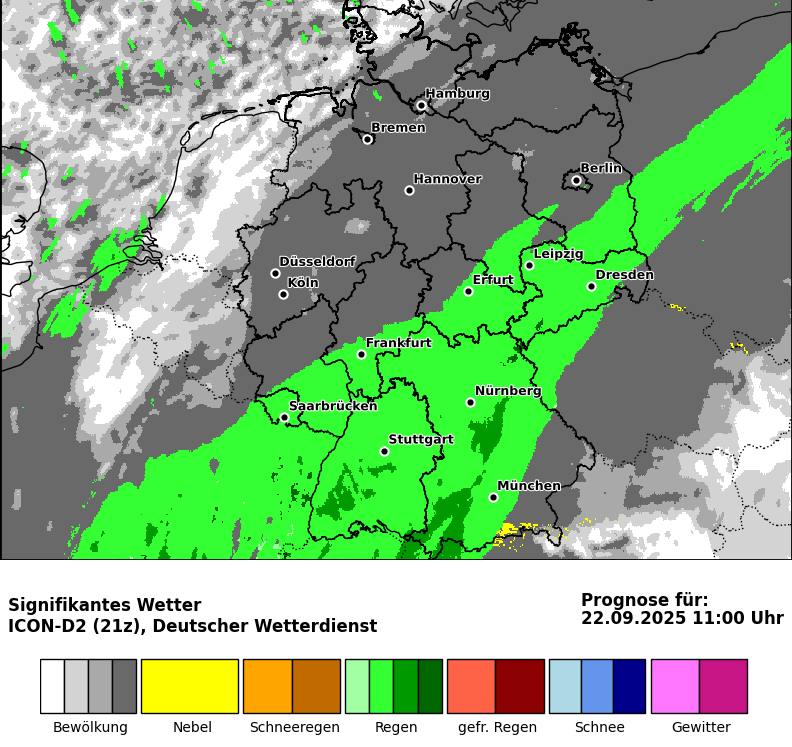 Hamburg
Bremen
Berlin
Hannover
Düsseldorf
Leipzig
Köln
Erfurt
Dresden
Frankfurt
Nürnberg
Saarbrücken
Stuttgart
München
Signifikantes Wetter
ICON-D2 (21z), Deutscher Wetterdienst
Prognose für:
22.09.2025 11:00 Uhr
Bewölkung
Nebel
Schneeregen
Regen
gefr. Regen
Schnee
Gewitter